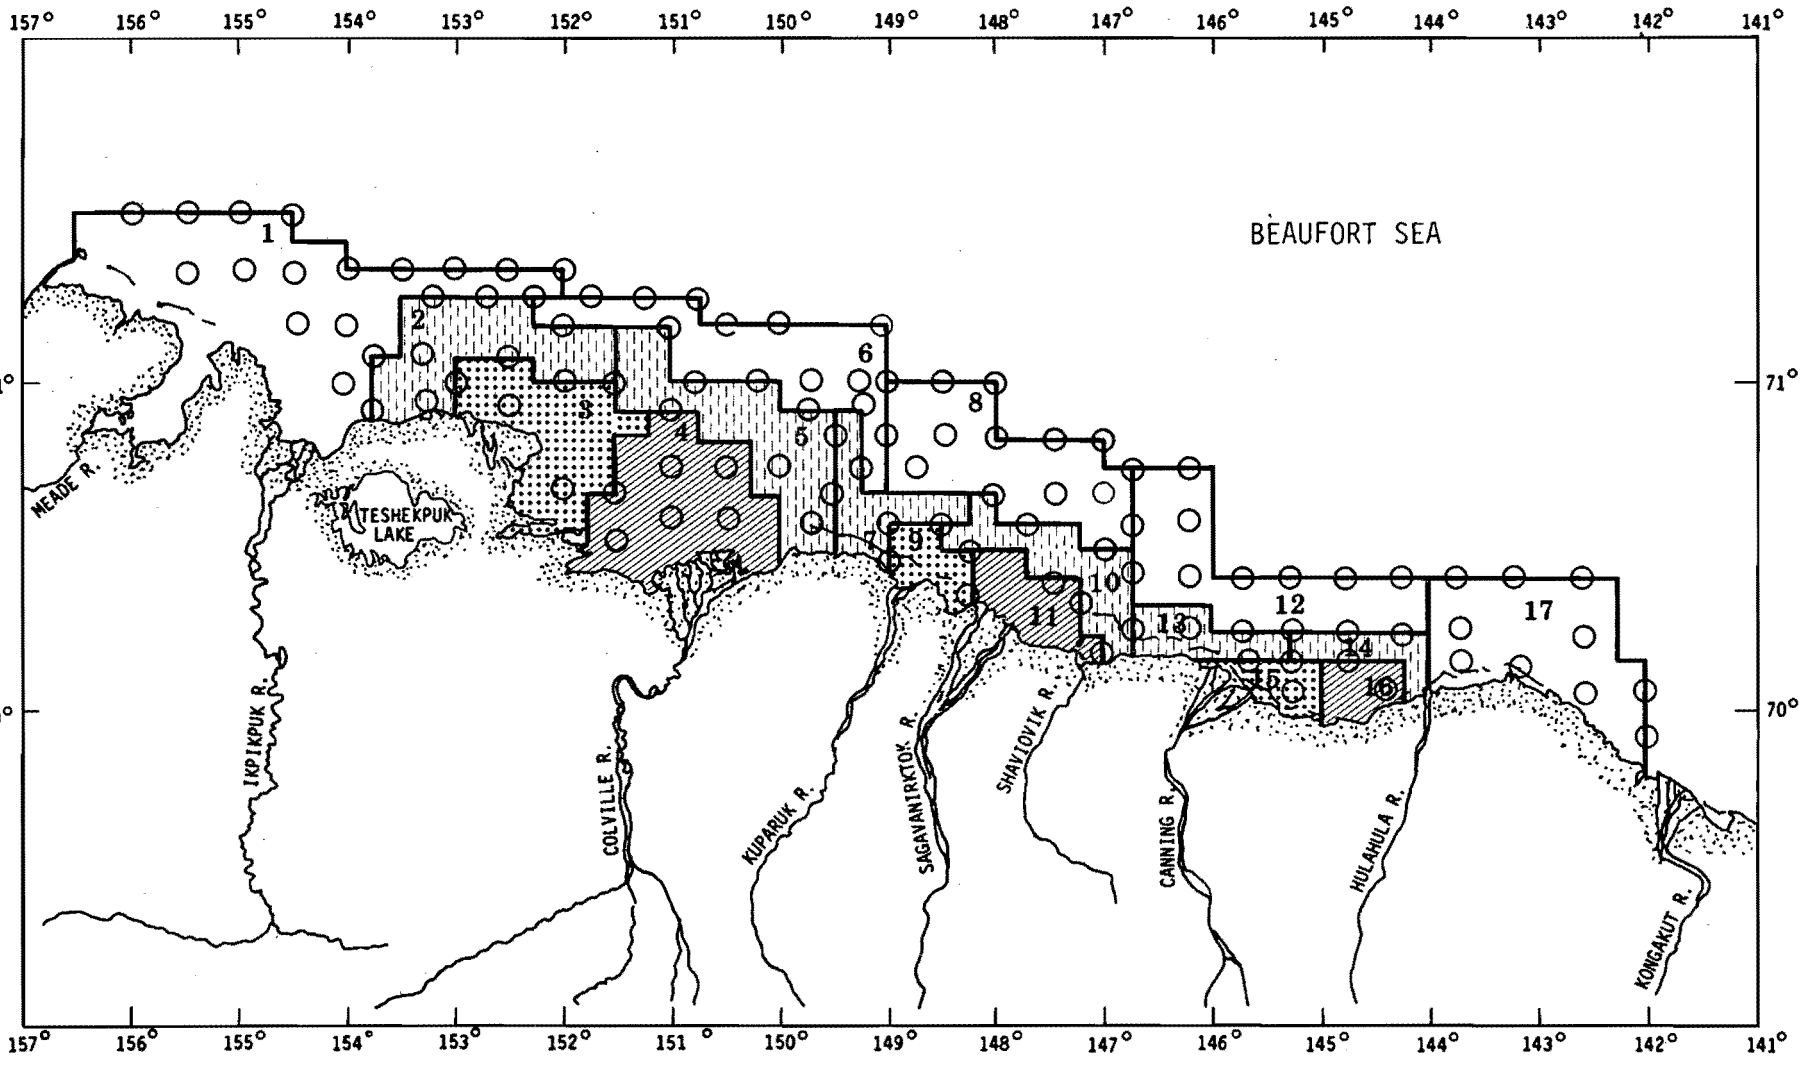 157° 156° 155° 154° 153° 152° 151° 150° 149° 148° 147° 146° 145° 144° 143° 142° 141°
BEAUFORT SEA
1
2
6
71°
8
3
4
5
MEADE R.
TESHEKPUK
LAKE
7
9
10
11
12
17
13
14
15
16
70°
IKPIKPUK R.
COLVILLE R.
KUPARUK R.
SAGAVANIRKTOK R.
SHAVIOVIK R
CANNING R.
HULAHULA R.
KONGAKUT R.
157° 156° 155° 154° 153° 152° 151° 150° 149° 148° 147° 146° 145° 144° 143° 142° 141°